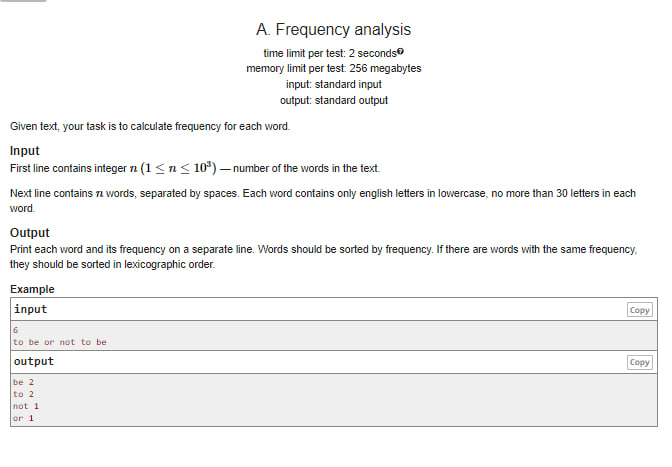 A. Frequency analysis
time limit per test: 2 seconds?
memory limit per test: 256 megabytes
input: standard input
output: standard output
Given text, your task is to calculate frequency for each word.
Input
First line contains integer n (1 ≤ n ≤ 10³) — number of the words in the text.
Next line contains n words, separated by spaces. Each word contains only english letters in lowercase, no more than 30 letters in each
word.
Output
Print each word and its frequency on a separate line. Words should be sorted by frequency. If there are words with the same frequency,
they should be sorted in lexicographic order.
Example
input Copy
6
to be or not to be
output Copy
be 2
to 2
not 1
or 1